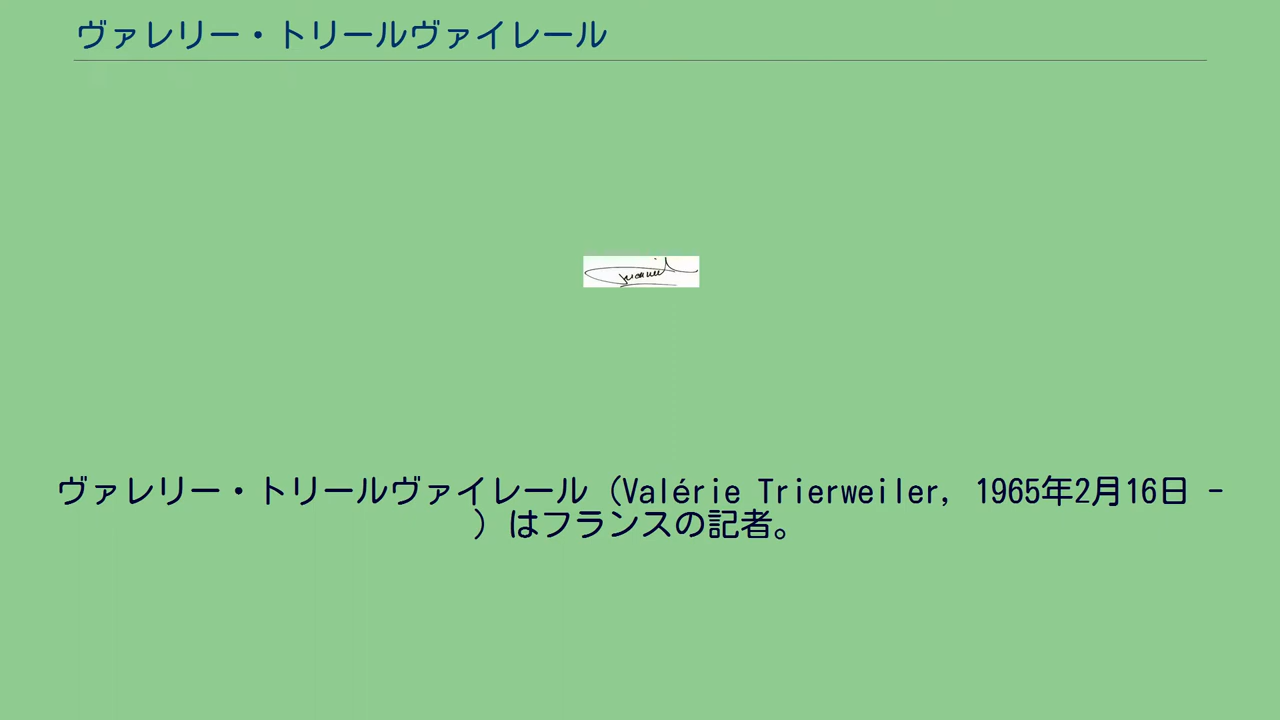 ヴァレリー・トリールヴァイレール
ヴァレリー・トリールヴァイレール（Valérie Trierweiler, 1965年2月16日 -
）はフランスの記者。